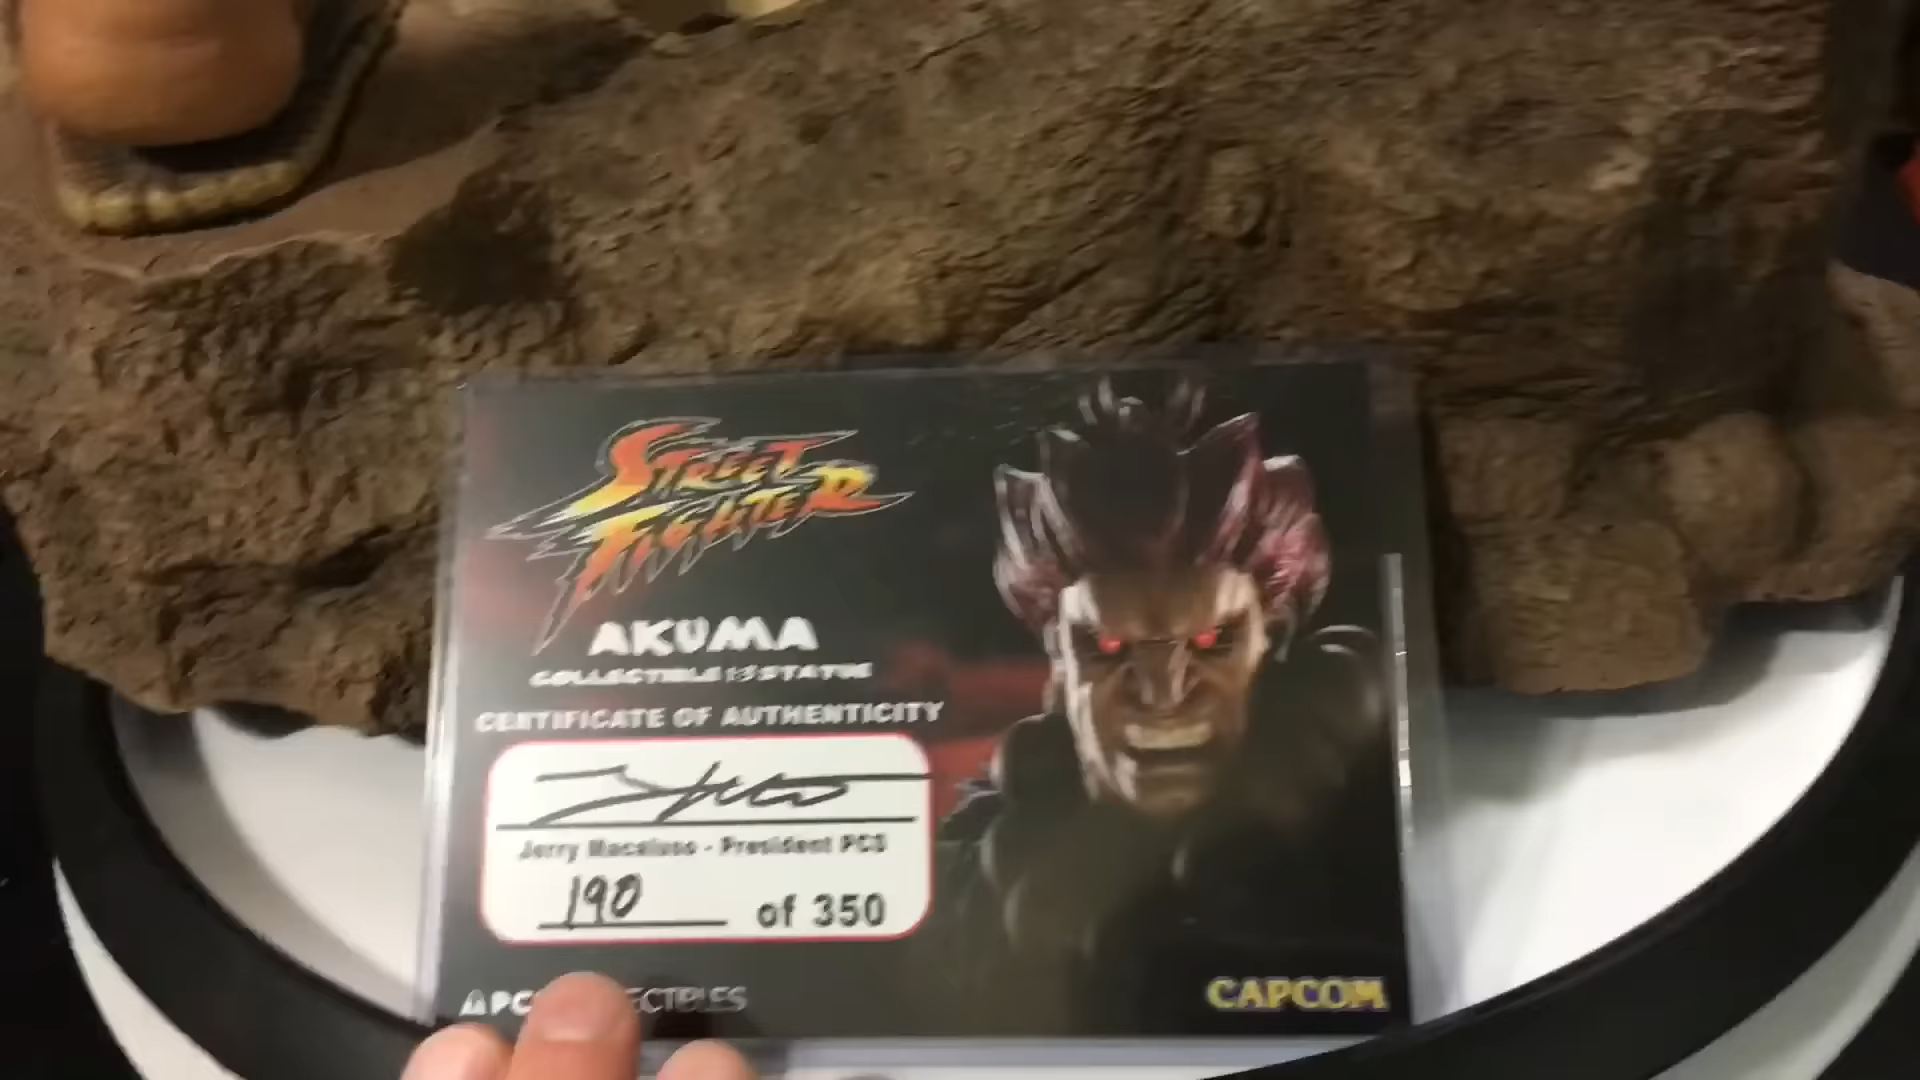 STREET
FIGHTER
AKUMA
COLLECTIBLE 1:3 STATUE
CERTIFICATE OF AUTHENTICITY
Jerry Macaluso - President PCS
190 of 350
CAPCOM